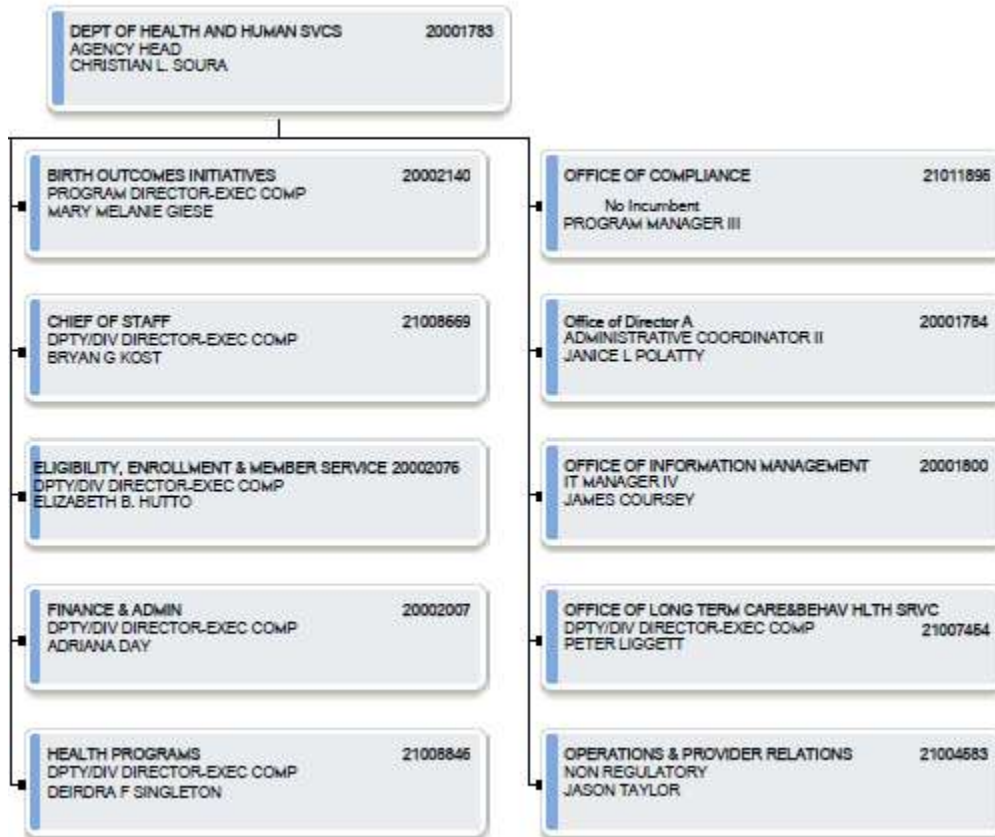 DEPT OF HEALTH AND HUMAN SVCS 20001783
AGENCY HEAD
CHRISTIAN L. SOURA
BIRTH OUTCOMES INITIATIVES 20002140
PROGRAM DIRECTOR-EXEC COMP
MARY MELANIE GIESE
CHIEF OF STAFF 21008669
DPTY/DIV DIRECTOR-EXEC COMP
BRYAN G KOST
ELIGIBILITY, ENROLLMENT & MEMBER SERVICE 20002076
DPTY/DIV DIRECTOR-EXEC COMP
ELIZABETH B. HUTTO
FINANCE & ADMIN 20002007
DPTY/DIV DIRECTOR-EXEC COMP
ADRIANA DAY
HEALTH PROGRAMS 21008846
DPTY/DIV DIRECTOR-EXEC COMP
DEIRDRA F SINGLETON
OFFICE OF COMPLIANCE 21011896
No Incumbent
PROGRAM MANAGER III
Office of Director A 20001784
ADMINISTRATIVE COORDINATOR II
JANICE L POLATTY
OFFICE OF INFORMATION MANAGEMENT 20001800
IT MANAGER IV
JAMES COURSEY
OFFICE OF LONG TERM CARE&BEHAV HLTH SRVC
DPTY/DIV DIRECTOR-EXEC COMP 21007454
PETER LIGGETT
OPERATIONS & PROVIDER RELATIONS 21004583
NON REGULATORY
JASON TAYLOR